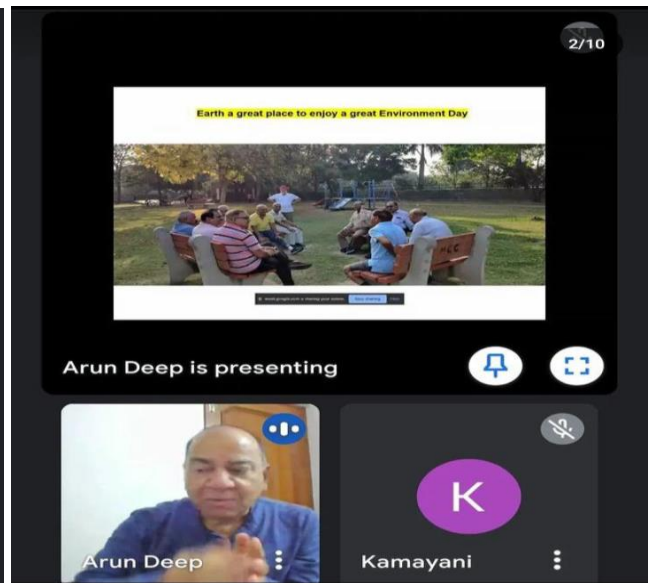 2/10
Earth a great place to enjoy a great Environment Day
Arun Deep is presenting
Arun Deep
K
Kamayani